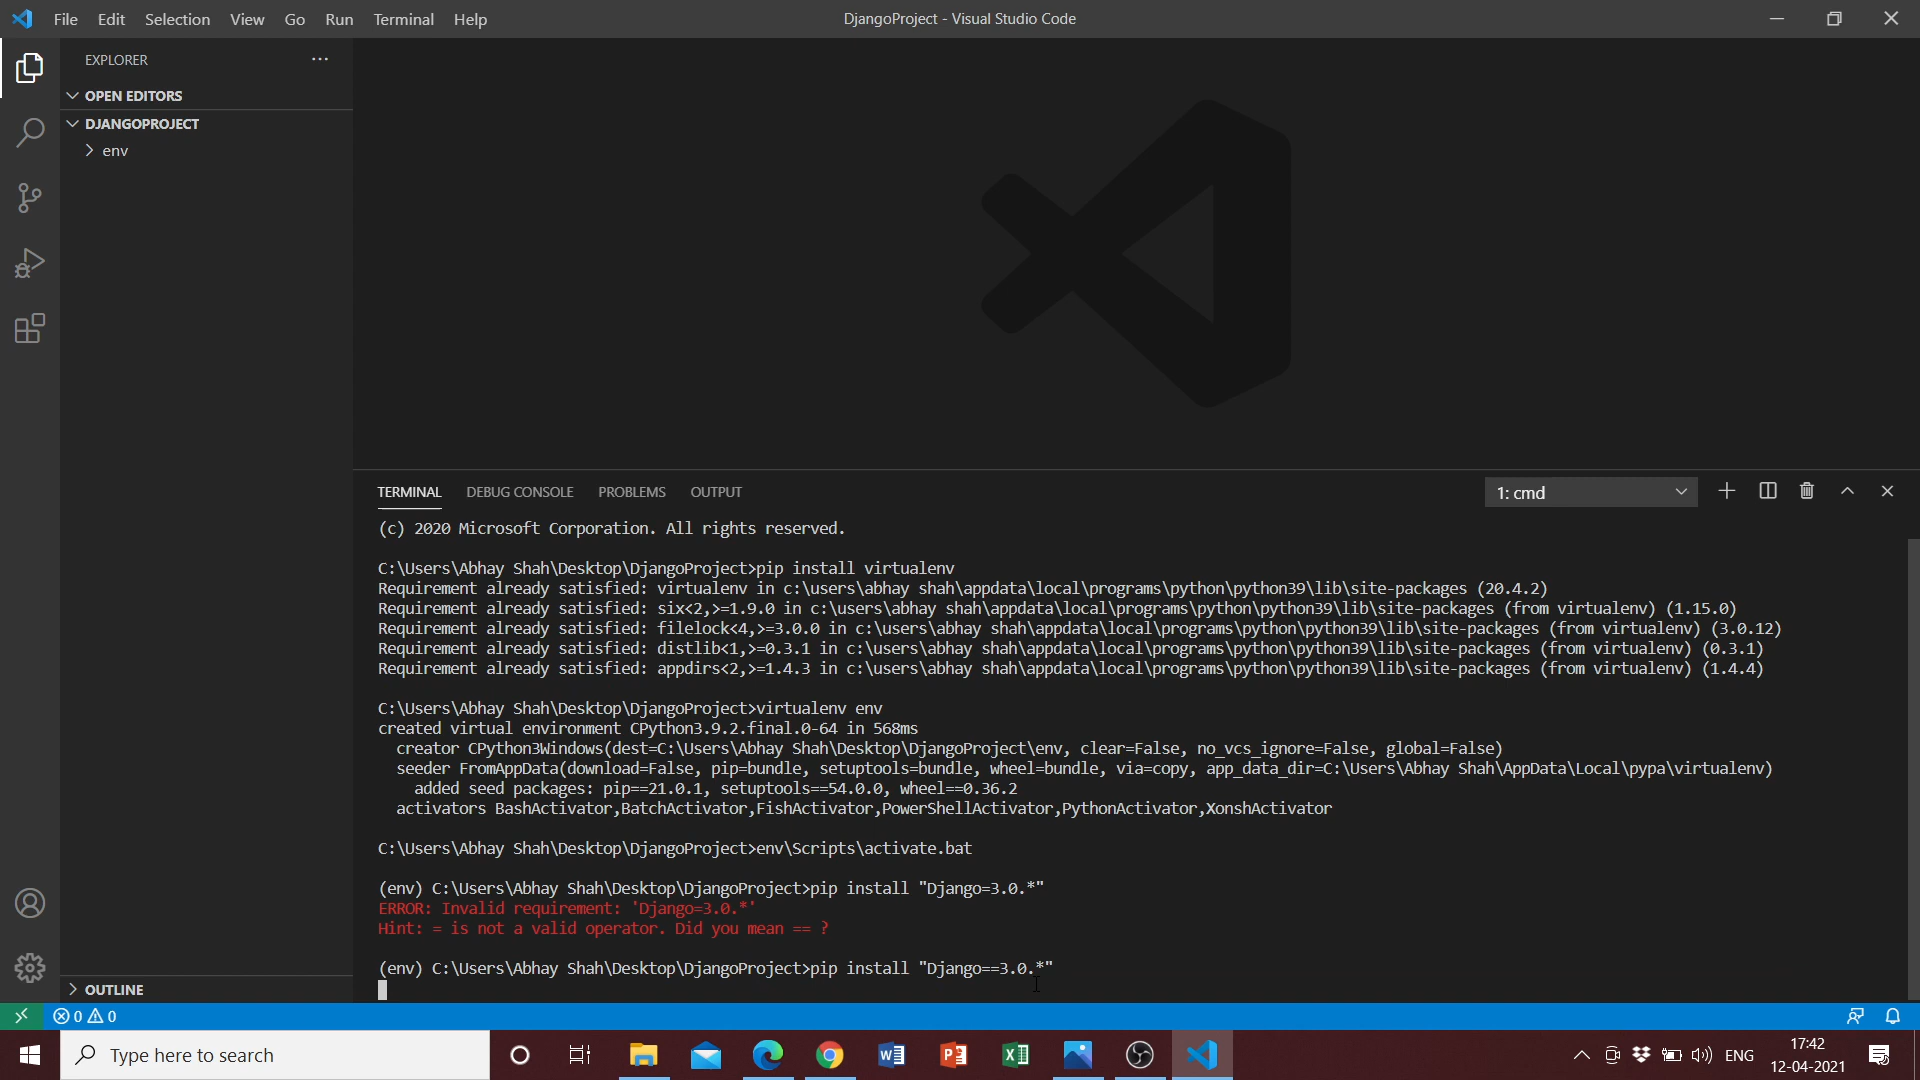 File Edit Selection View Go Run Terminal Help
DjangoProject - Visual Studio Code
EXPLORER
OPEN EDITORS
DJANGOPROJECT
env
OUTLINE
TERMINAL DEBUG CONSOLE PROBLEMS OUTPUT
1: cmd
(c) 2020 Microsoft Corporation. All rights reserved.
C:\Users\Abhay Shah\Desktop\DjangoProject>pip install virtualenv
Requirement already satisfied: virtualenv in c:\users\abhay shah\appdata\local\programs\python\python39\lib\site-packages (20.4.2)
Requirement already satisfied: six<2,>=1.9.0 in c:\users\abhay shah\appdata\local\programs\python\python39\lib\site-packages (from virtualenv) (1.15.0)
Requirement already satisfied: filelock<4,>=3.0.0 in c:\users\abhay shah\appdata\local\programs\python\python39\lib\site-packages (from virtualenv) (3.0.12)
Requirement already satisfied: distlib<1,>=0.3.1 in c:\users\abhay shah\appdata\local\programs\python\python39\lib\site-packages (from virtualenv) (0.3.1)
Requirement already satisfied: appdirs<2,>=1.4.3 in c:\users\abhay shah\appdata\local\programs\python\python39\lib\site-packages (from virtualenv) (1.4.4)
C:\Users\Abhay Shah\Desktop\DjangoProject>virtualenv env
created virtual environment CPython3.9.2.final.0-64 in 568ms
creator CPython3Windows(dest=C:\Users\Abhay Shah\Desktop\DjangoProject\env, clear=False, no_vcs_ignore=False, global=False)
seeder FromAppData(download=False, pip=bundle, setuptools=bundle, wheel=bundle, via=copy, app_data_dir=C:\Users\Abhay Shah\AppData\Local\pypa\virtualenv)
added seed packages: pip==21.0.1, setuptools==54.0.0, wheel==0.36.2
activators BashActivator,BatchActivator,FishActivator,PowerShellActivator,PythonActivator,XonshActivator
C:\Users\Abhay Shah\Desktop\DjangoProject>env\Scripts\activate.bat
(env) C:\Users\Abhay Shah\Desktop\DjangoProject>pip install "Django=3.0.*"
ERROR: Invalid requirement: 'Django=3.0.*'
Hint: = is not a valid operator. Did you mean == ?
(env) C:\Users\Abhay Shah\Desktop\DjangoProject>pip install "Django==3.0.*"
0 0
Type here to search
ENG
17:42
12-04-2021